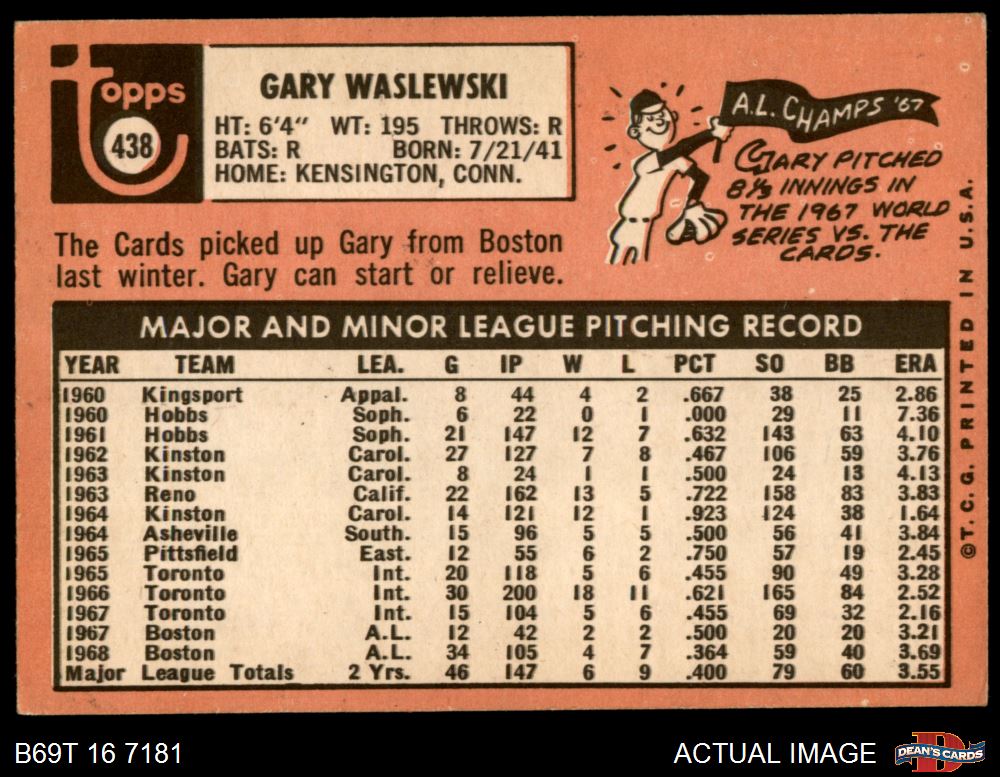 topps
438
GARY WASLEWSKI
HT: 6'4" WT: 195 THROWS: R
BATS: R BORN: 7/21/41
HOME: KENSINGTON, CONN.
A.L. CHAMPS '67
GARY PITCHED
8 1/3 INNINGS IN
THE 1967 WORLD
SERIES VS. THE
CARDS.
The Cards picked up Gary from Boston
last winter. Gary can start or relieve.
MAJOR AND MINOR LEAGUE PITCHING RECORD
YEAR TEAM LEA. G IP W L PCT SO BB ERA
1960 Kingsport Appal. 8 44 4 2 .667 38 25 2.86
1960 Hobbs Soph. 6 22 0 1 .000 29 11 7.36
1961 Hobbs Soph. 21 147 12 7 .632 143 63 4.10
1962 Kinston Carol. 27 127 7 8 .467 106 59 3.76
1963 Kinston Carol. 8 24 1 1 .500 24 13 4.13
1963 Reno Calif. 22 162 13 5 .722 158 83 3.83
1964 Kinston Carol. 14 121 12 1 .923 124 38 1.64
1964 Asheville South. 15 96 5 5 .500 56 41 3.84
1965 Pittsfield East. 12 55 6 2 .750 57 19 2.45
1965 Toronto Int. 20 118 5 6 .455 90 49 3.28
1966 Toronto Int. 30 200 18 11 .621 165 84 2.52
1967 Toronto Int. 15 104 5 6 .455 69 32 2.16
1967 Boston A.L. 12 42 2 2 .500 20 20 3.21
1968 Boston A.L. 34 105 4 7 .364 59 40 3.69
Major League Totals 2 Yrs. 46 147 6 9 .400 79 60 3.55
©T.C.G. PRINTED IN U.S.A.
B69T 16 7181
ACTUAL IMAGE
DEAN'S CARDS